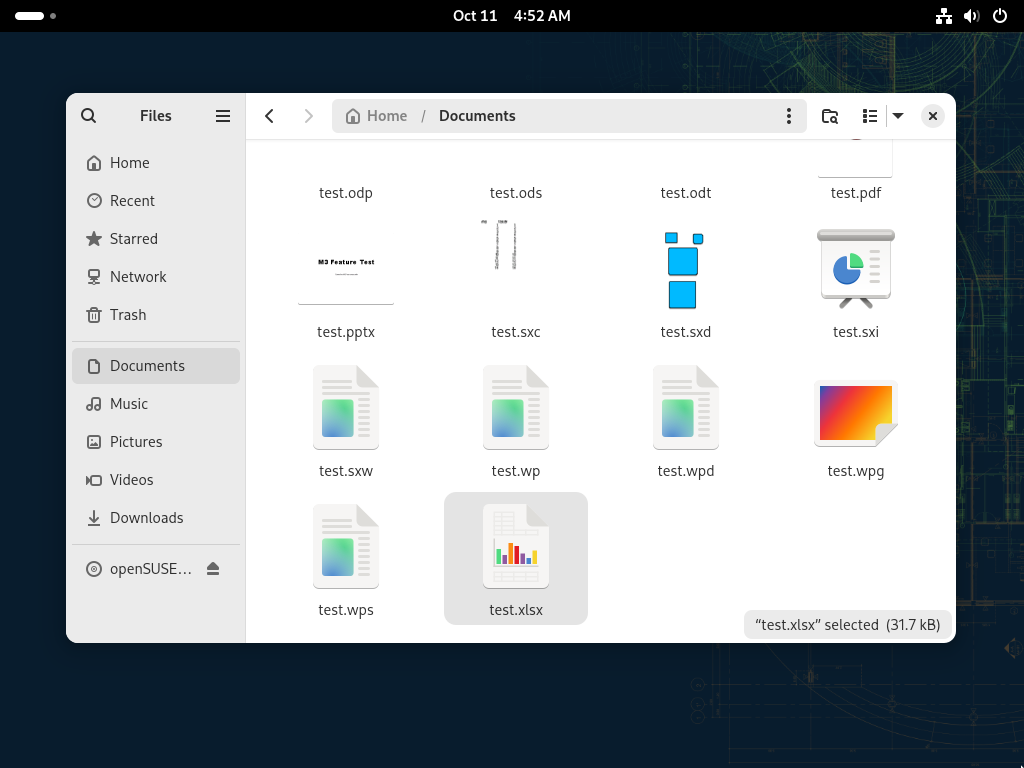 Oct 11 4:52 AM
Files
Home / Documents
Home
Recent
Starred
Network
Trash
Documents
Music
Pictures
Videos
Downloads
openSUSE…
test.odp
test.ods
test.odt
test.pdf
M3 Feature Test
test.pptx
test.sxc
test.sxd
test.sxi
test.sxw
test.wp
test.wpd
test.wpg
test.wps
test.xlsx
“test.xlsx” selected (31.7 kB)